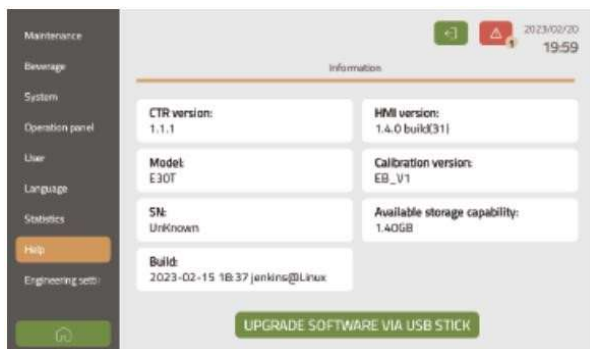 Maintenance
Beverage
System
Operation panel
User
Language
Statistics
Help
Engineering setti
2023/02/20
19:59
1
Information
CTR version:
1.1.1
HMI version:
1.4.0 build(31)
Model:
E30T
Calibration version:
EB_V1
SN:
UnKnown
Available storage capability:
1.40GB
Build:
2023-02-15 18:37 jenkins@Linux
UPGRADE SOFTWARE VIA USB STICK